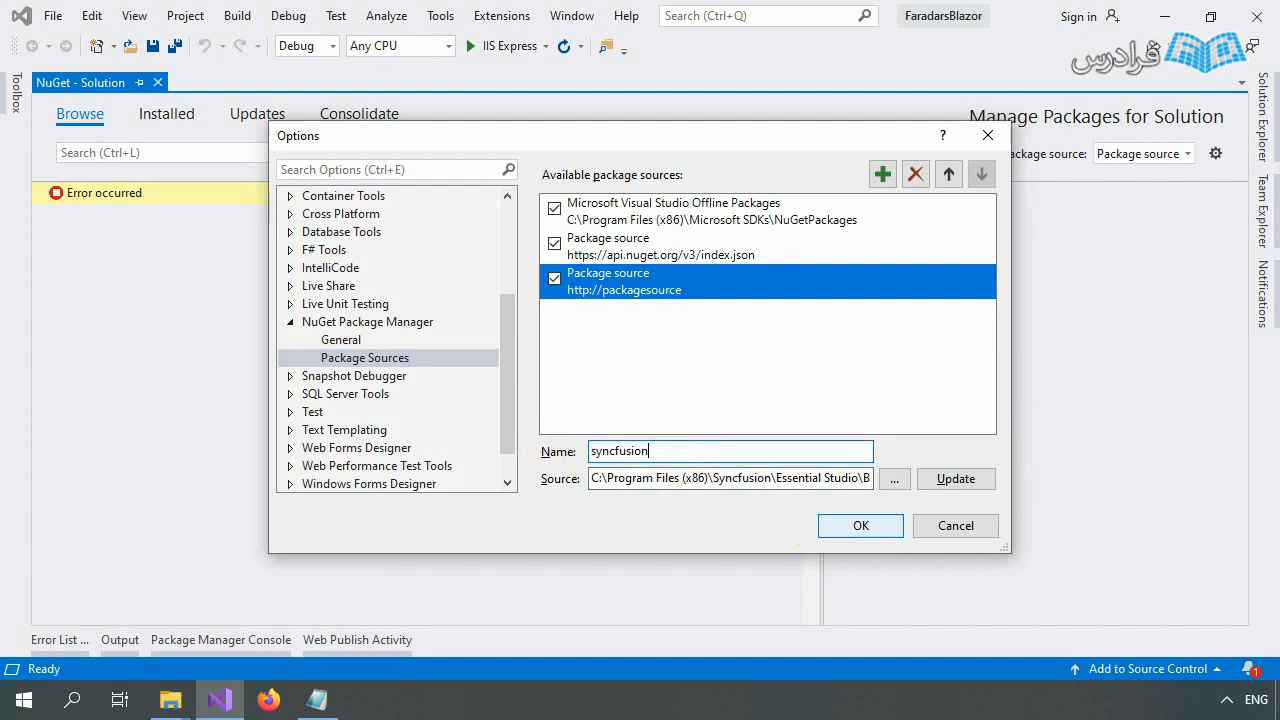 File Edit View Project Build Debug Test Analyze Tools Extensions Window Help Search (Ctrl+Q) FaradarsBlazor Sign in
Debug Any CPU IIS Express
فرادرس
Toolbox
NuGet - Solution
Browse Installed Updates Consolidate
Manage Packages for Solution
Search (Ctrl+L)
ackage source: Package source
Error occurred
Options
Search Options (Ctrl+E)
Container Tools
Cross Platform
Database Tools
F# Tools
IntelliCode
Live Share
Live Unit Testing
NuGet Package Manager
General
Package Sources
Snapshot Debugger
SQL Server Tools
Test
Text Templating
Web Forms Designer
Web Performance Test Tools
Windows Forms Designer
Available package sources:
Microsoft Visual Studio Offline Packages
C:\Program Files (x86)\Microsoft SDKs\NuGetPackages
Package source
https://api.nuget.org/v3/index.json
Package source
http://packagesource
Name: syncfusion
Source: C:\Program Files (x86)\Syncfusion\Essential Studio\B ... Update
OK Cancel
Solution Explorer
Team Explorer
Notifications
Error List ... Output Package Manager Console Web Publish Activity
Ready Add to Source Control 1
ENG